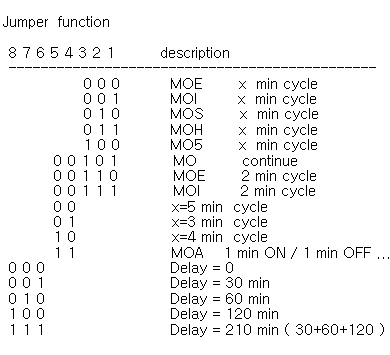 Jumper function
8 7 6 5 4 3 2 1 description
--------------------------------------------------
0 0 0 MOE x min cycle
0 0 1 MOI x min cycle
0 1 0 MOS x min cycle
0 1 1 MOH x min cycle
1 0 0 MO5 x min cycle
0 0 1 0 1 MO continue
0 0 1 1 0 MOE 2 min cycle
0 0 1 1 1 MOI 2 min cycle
0 0 x=5 min cycle
0 1 x=3 min cycle
1 0 x=4 min cycle
1 1 MOA 1 min ON / 1 min OFF ...
0 0 0 Delay = 0
0 0 1 Delay = 30 min
0 1 0 Delay = 60 min
1 0 0 Delay = 120 min
1 1 1 Delay = 210 min ( 30+60+120 )